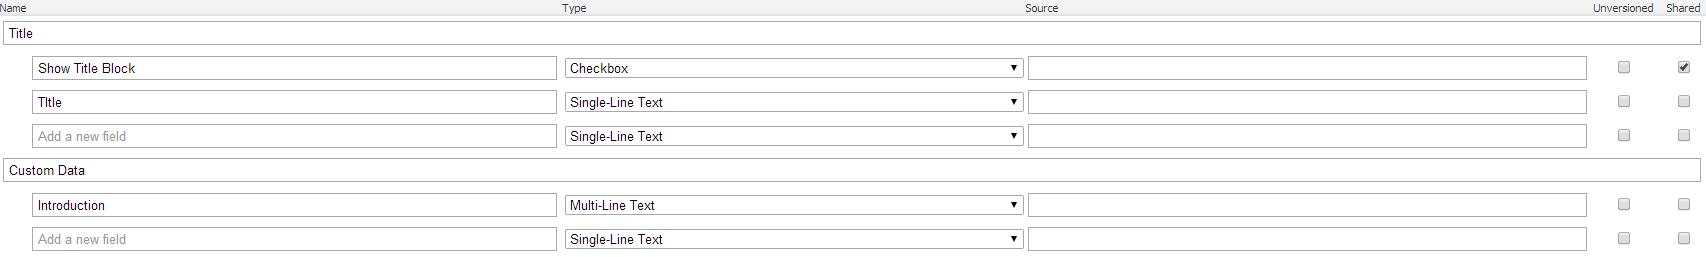 Name Type Source Unversioned Shared
Title
Show Title Block Checkbox
TItle Single-Line Text
Add a new field Single-Line Text
Custom Data
Introduction Multi-Line Text
Add a new field Single-Line Text